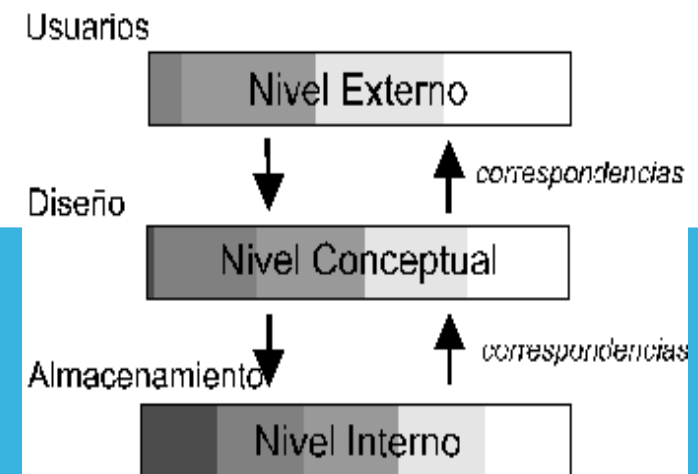 Usuarios
Nivel Externo
correspondencias
Diseño
Nivel Conceptual
correspondencias
Almacenamiento
Nivel Interno